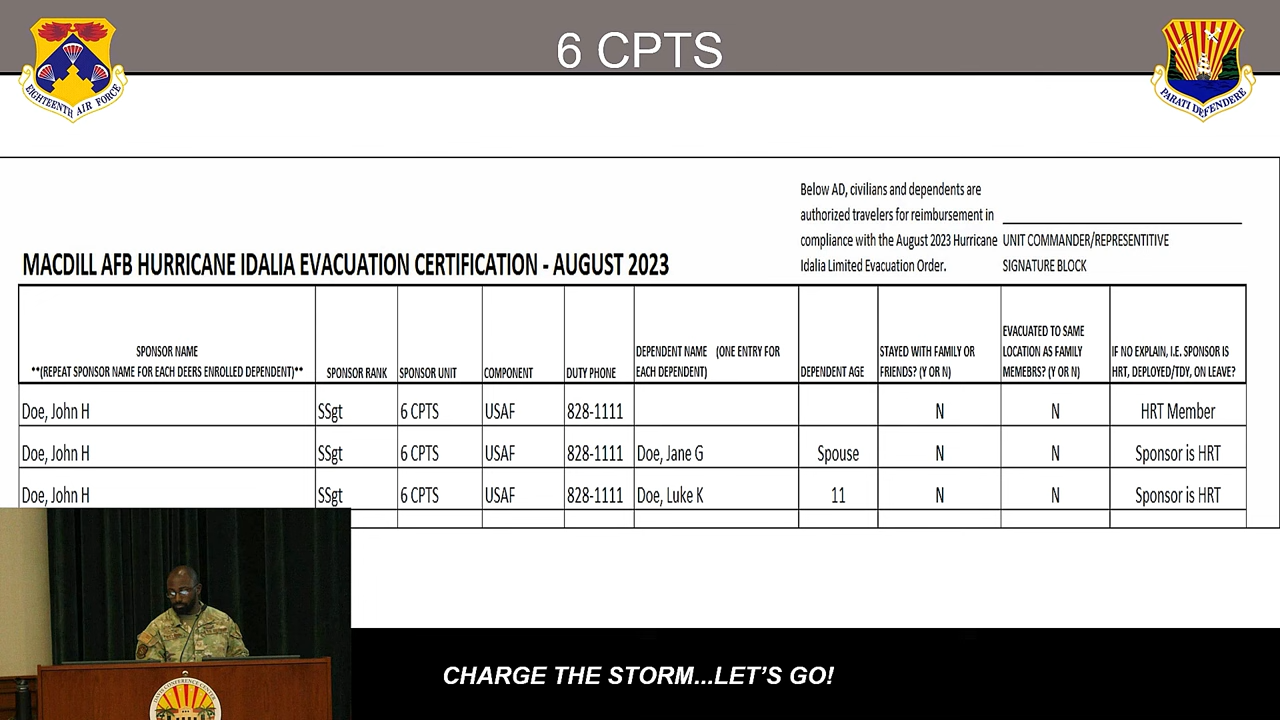 6 CPTS
EIGHTEENTH AIR FORCE
PARATI DEFENDERE
Below AD, civilians and dependents are
authorized travelers for reimbursement in
compliance with the August 2023 Hurricane
Idalia Limited Evacuation Order.
UNIT COMMANDER/REPRESENTITIVE
SIGNATURE BLOCK
MACDILL AFB HURRICANE IDALIA EVACUATION CERTIFICATION - AUGUST 2023
SPONSOR NAME
**(REPEAT SPONSOR NAME FOR EACH DEERS ENROLLED DEPENDENT)**
SPONSOR RANK
SPONSOR UNIT
COMPONENT
DUTY PHONE
DEPENDENT NAME (ONE ENTRY FOR
EACH DEPENDENT)
DEPENDENT AGE
STAYED WITH FAMILY OR
FRIENDS? (Y OR N)
EVACUATED TO SAME
LOCATION AS FAMILY
MEMEBRS? (Y OR N)
IF NO EXPLAIN, I.E. SPONSOR IS
HRT, DEPLOYED/TDY, ON LEAVE?
Doe, John H SSgt 6 CPTS USAF 828-1111 N N HRT Member
Doe, John H SSgt 6 CPTS USAF 828-1111 Doe, Jane G Spouse N N Sponsor is HRT
Doe, John H SSgt 6 CPTS USAF 828-1111 Doe, Luke K 11 N N Sponsor is HRT
CONFERENCE CENTER
CHARGE THE STORM...LET'S GO!